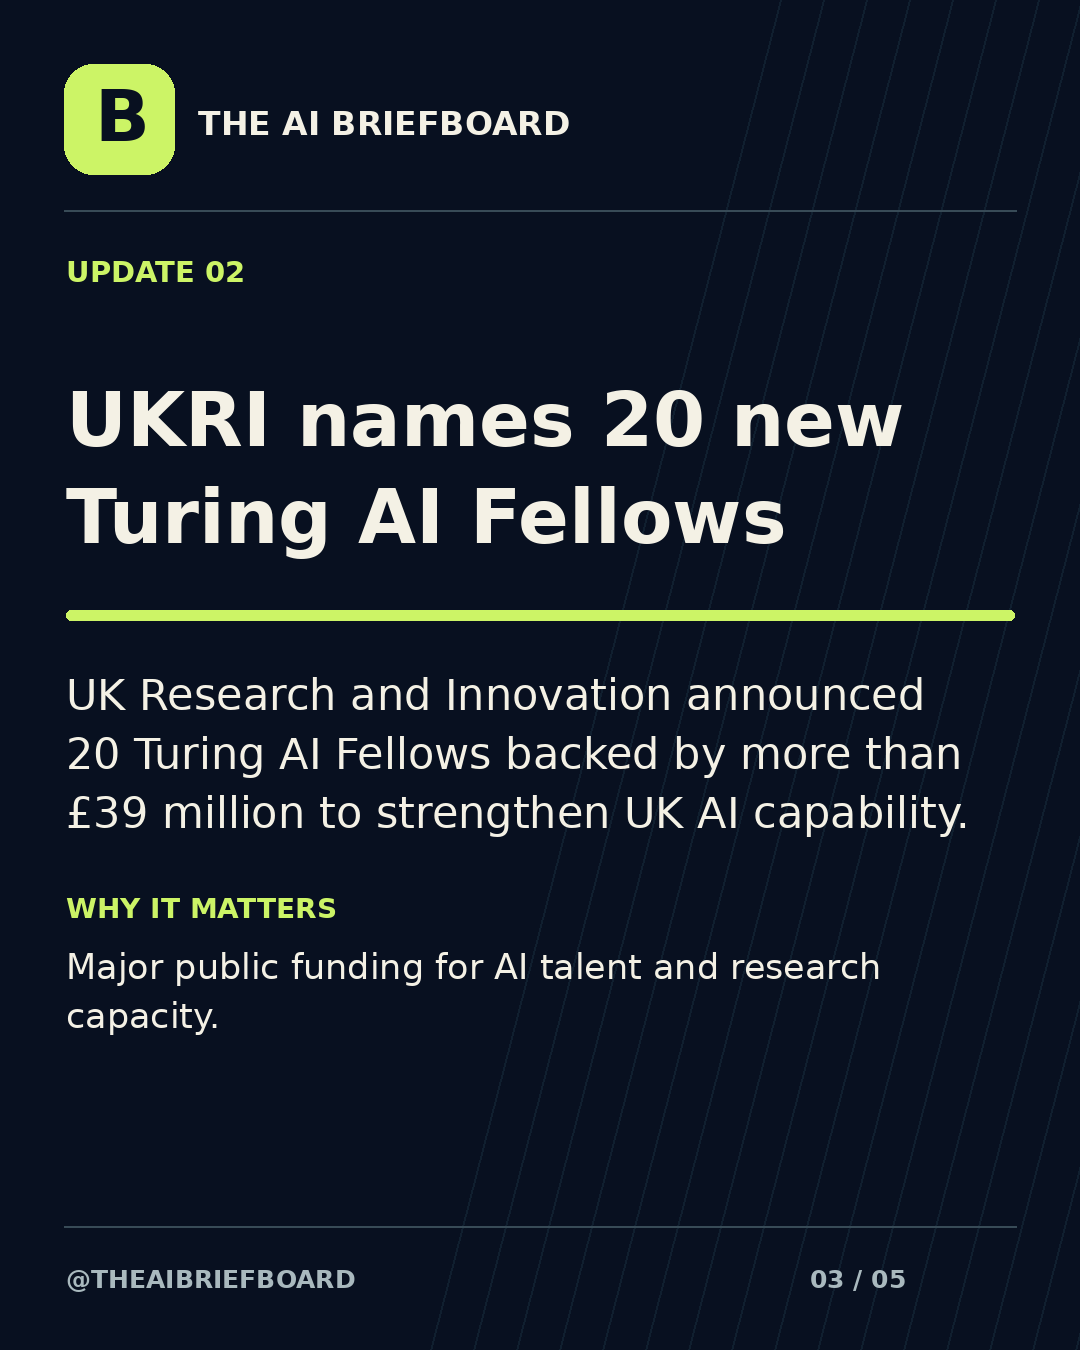 B
THE AI BRIEFBOARD
UPDATE 02
UKRI names 20 new
Turing AI Fellows
UK Research and Innovation announced
20 Turing AI Fellows backed by more than
£39 million to strengthen UK AI capability.
WHY IT MATTERS
Major public funding for AI talent and research
capacity.
@THEAIBRIEFBOARD
03 / 05